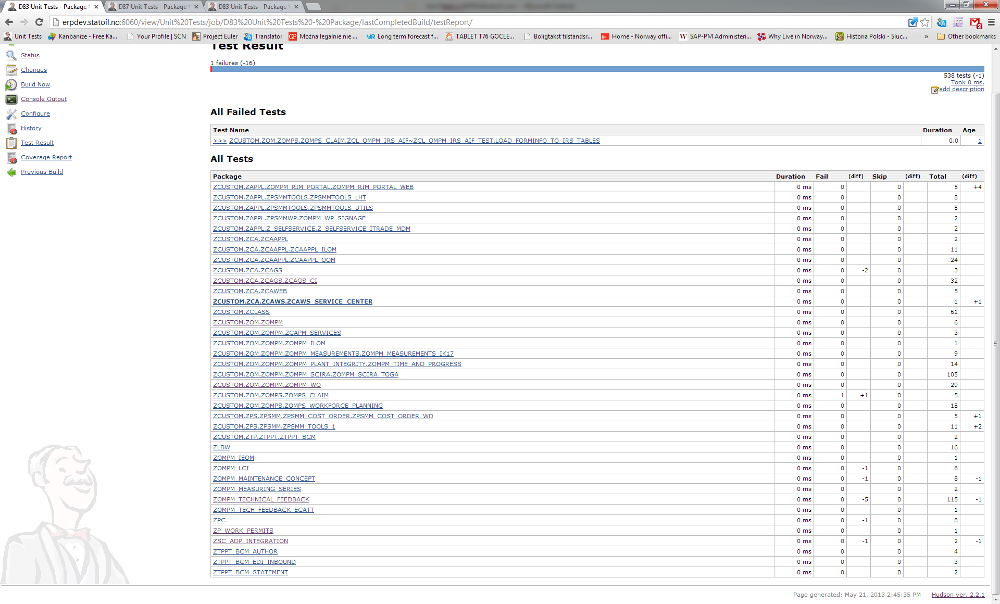 D83 Unit Tests - Package
D87 Unit Tests - Package
D83 Unit Tests - Package
erpdev.statoil.no:6060/view/Unit%20Tests/job/D83%20Unit%20Tests%20-%20Package/lastCompletedBuild/testReport/
2
Unit Tests
Kanbanize - Free Ka...
Your Profile | SCN
Project Euler
Translator
Można legalnie nie ...
Long term forecast f...
TABLET T76 GOCLE...
Boligtakst tilstandsr...
Home - Norway offi...
SAP-PM Administeri...
Why Live in Norway...
Historia Polski - Sluc...
»
Other bookmarks
Status
Changes
Build Now
Console Output
Configure
History
Test Result
Coverage Report
Previous Build
Test Result
1 failures (-16)
538 tests (-1)
Took 0 ms.
add description
All Failed Tests
Test Name Duration Age
>>> ZCUSTOM.ZOM.ZOMPS.ZOMPS_CLAIM.ZCL_OMPM_IRS_AIF~ZCL_OMPM_IRS_AIF_TEST.LOAD_FORMINFO_TO_IRS_TABLES 0.0 1
All Tests
Package Duration Fail (diff) Skip (diff) Total (diff)
ZCUSTOM.ZAPPL.ZOMPM_RIM_PORTAL.ZOMPM_RIM_PORTAL_WEB 0 ms 0 0 5 +4
ZCUSTOM.ZAPPL.ZPSMMTOOLS.ZPSMMTOOLS_LHT 0 ms 0 0 8
ZCUSTOM.ZAPPL.ZPSMMTOOLS.ZPSMMTOOLS_UTILS 0 ms 0 0 5
ZCUSTOM.ZAPPL.ZPSMMWP.ZOMPM_WP_SIGNAGE 0 ms 0 0 2
ZCUSTOM.ZAPPL.Z_SELFSERVICE.Z_SELFSERVICE_ITRADE_MDM 0 ms 0 0 2
ZCUSTOM.ZCA.ZCAAPPL 0 ms 0 0 2
ZCUSTOM.ZCA.ZCAAPPL.ZCAAPPL_ILOM 0 ms 0 0 11
ZCUSTOM.ZCA.ZCAAPPL.ZCAAPPL_QQM 0 ms 0 0 24
ZCUSTOM.ZCA.ZCAGS 0 ms 0 -2 0 3
ZCUSTOM.ZCA.ZCAGS.ZCAGS_CI 0 ms 0 0 32
ZCUSTOM.ZCA.ZCAWEB 0 ms 0 0 5
ZCUSTOM.ZCA.ZCAWS.ZCAWS_SERVICE_CENTER 0 ms 0 0 1 +1
ZCUSTOM.ZCLASS 0 ms 0 0 61
ZCUSTOM.ZOM.ZOMPM 0 ms 0 0 6
ZCUSTOM.ZOM.ZOMPM.ZCAPM_SERVICES 0 ms 0 0 3
ZCUSTOM.ZOM.ZOMPM.ZOMPM_ILOM 0 ms 0 0 1
ZCUSTOM.ZOM.ZOMPM.ZOMPM_MEASUREMENTS.ZOMPM_MEASUREMENTS_IK17 0 ms 0 0 9
ZCUSTOM.ZOM.ZOMPM.ZOMPM_PLANT_INTEGRITY.ZOMPM_TIME_AND_PROGRESS 0 ms 0 0 14
ZCUSTOM.ZOM.ZOMPM.ZOMPM_SCIRA.ZOMPM_SCIRA_TOGA 0 ms 0 0 105
ZCUSTOM.ZOM.ZOMPM.ZOMPM_WO 0 ms 0 0 29
ZCUSTOM.ZOM.ZOMPS.ZOMPS_CLAIM 0 ms 1 +1 0 5
ZCUSTOM.ZOM.ZOMPS.ZOMPS_WORKFORCE_PLANNING 0 ms 0 0 18
ZCUSTOM.ZPS.ZPSMM.ZPSMM_COST_ORDER.ZPSMM_COST_ORDER_WD 0 ms 0 0 5 +1
ZCUSTOM.ZPS.ZPSMM.ZPSMM_TOOLS_1 0 ms 0 0 11 +2
ZCUSTOM.ZTP.ZTPPT.ZTPPT_BCM 0 ms 0 0 2
ZLBW 0 ms 0 0 16
ZOMPM_IEQM 0 ms 0 0 1
ZOMPM_LCI 0 ms 0 -1 0 6
ZOMPM_MAINTENANCE_CONCEPT 0 ms 0 -1 0 8 -1
ZOMPM_MEASURING_SERIES 0 ms 0 0 2
ZOMPM_TECHNICAL_FEEDBACK 0 ms 0 -5 0 115 -1
ZOMPM_TECH_FEEDBACK_ECATT 0 ms 0 0 1
ZPC 0 ms 0 -1 0 8
ZP_WORK_PERMITS 0 ms 0 0 1
ZSC_ADP_INTEGRATION 0 ms 0 -1 0 2 -1
ZTPPT_BCM_AUTHOR 0 ms 0 0 4
ZTPPT_BCM_EDI_INBOUND 0 ms 0 0 3
ZTPPT_BCM_STATEMENT 0 ms 0 0 2
Page generated: May 21, 2013 2:45:35 PM Hudson ver. 2.2.1